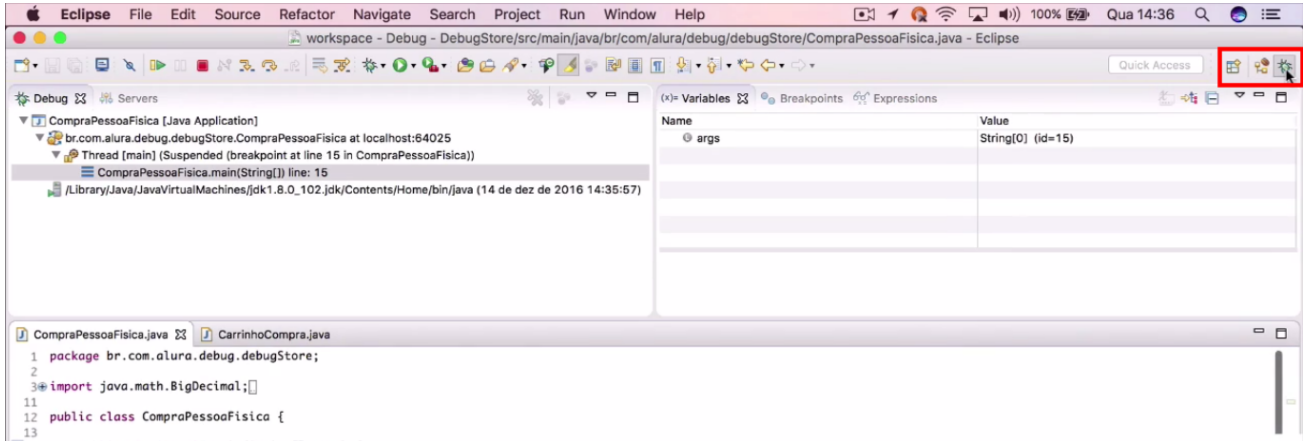 Eclipse File Edit Source Refactor Navigate Search Project Run Window Help 100% Qua 14:36
workspace - Debug - DebugStore/src/main/java/br/com/alura/debug/debugStore/CompraPessoaFisica.java - Eclipse
Quick Access
Debug Servers
(x)= Variables Breakpoints Expressions
CompraPessoaFisica [Java Application]
br.com.alura.debug.debugStore.CompraPessoaFisica at localhost:64025
Thread [main] (Suspended (breakpoint at line 15 in CompraPessoaFisica))
CompraPessoaFisica.main(String[]) line: 15
/Library/Java/JavaVirtualMachines/jdk1.8.0_102.jdk/Contents/Home/bin/java (14 de dez de 2016 14:35:57)
Name Value
args String[0] (id=15)
CompraPessoaFisica.java CarrinhoCompra.java
1 package br.com.alura.debug.debugStore;
2
3 import java.math.BigDecimal;
11
12 public class CompraPessoaFisica {
13